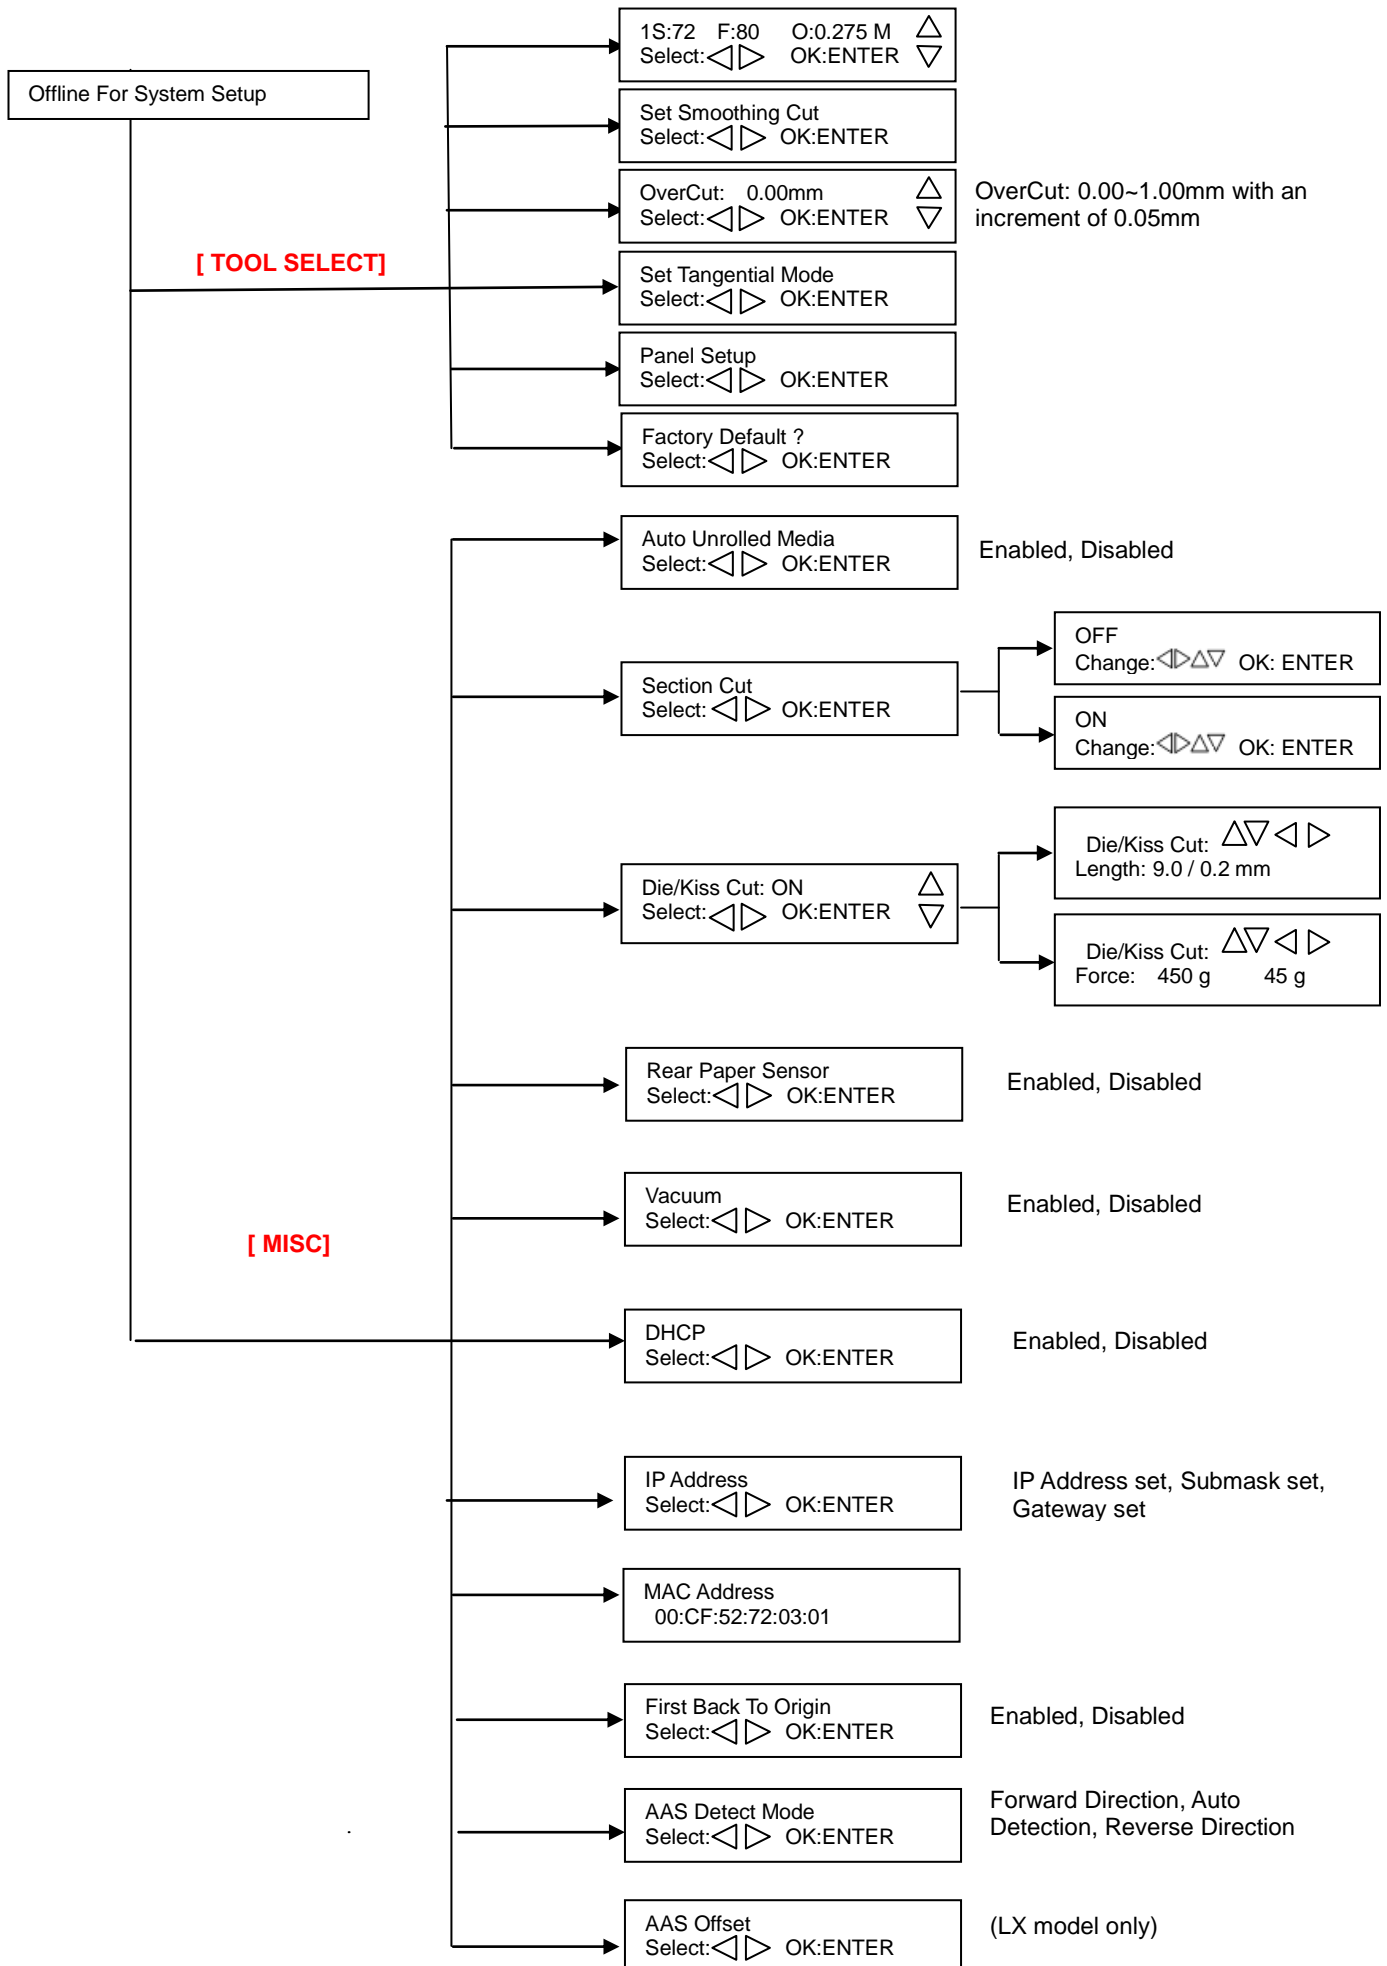 1S:72 F:80 O:0.275 M △
Select:◁ ▷ OK:ENTER ▽
Offline For System Setup
Set Smoothing Cut
Select:◁ ▷ OK:ENTER
OverCut: 0.00mm △
Select:◁ ▷ OK:ENTER ▽
OverCut: 0.00~1.00mm with an
increment of 0.05mm
[ TOOL SELECT]
Set Tangential Mode
Select:◁ ▷ OK:ENTER
Panel Setup
Select:◁ ▷ OK:ENTER
Factory Default ?
Select:◁ ▷ OK:ENTER
Auto Unrolled Media
Select:◁ ▷ OK:ENTER
Enabled, Disabled
OFF
Change:◁▷△▽ OK: ENTER
Section Cut
Select: ◁ ▷ OK:ENTER
ON
Change:◁▷△▽ OK: ENTER
Die/Kiss Cut: △▽ ◁ ▷
Length: 9.0 / 0.2 mm
Die/Kiss Cut: ON △
Select:◁ ▷ OK:ENTER ▽
Die/Kiss Cut: △▽ ◁ ▷
Force: 450 g 45 g
Rear Paper Sensor
Select:◁ ▷ OK:ENTER
Enabled, Disabled
Vacuum
Select:◁ ▷ OK:ENTER
Enabled, Disabled
[ MISC]
DHCP
Select:◁ ▷ OK:ENTER
Enabled, Disabled
IP Address
Select:◁ ▷ OK:ENTER
IP Address set, Submask set,
Gateway set
MAC Address
00:CF:52:72:03:01
First Back To Origin
Select:◁ ▷ OK:ENTER
Enabled, Disabled
AAS Detect Mode
Select:◁ ▷ OK:ENTER
Forward Direction, Auto
Detection, Reverse Direction
AAS Offset
Select:◁ ▷ OK:ENTER
(LX model only)